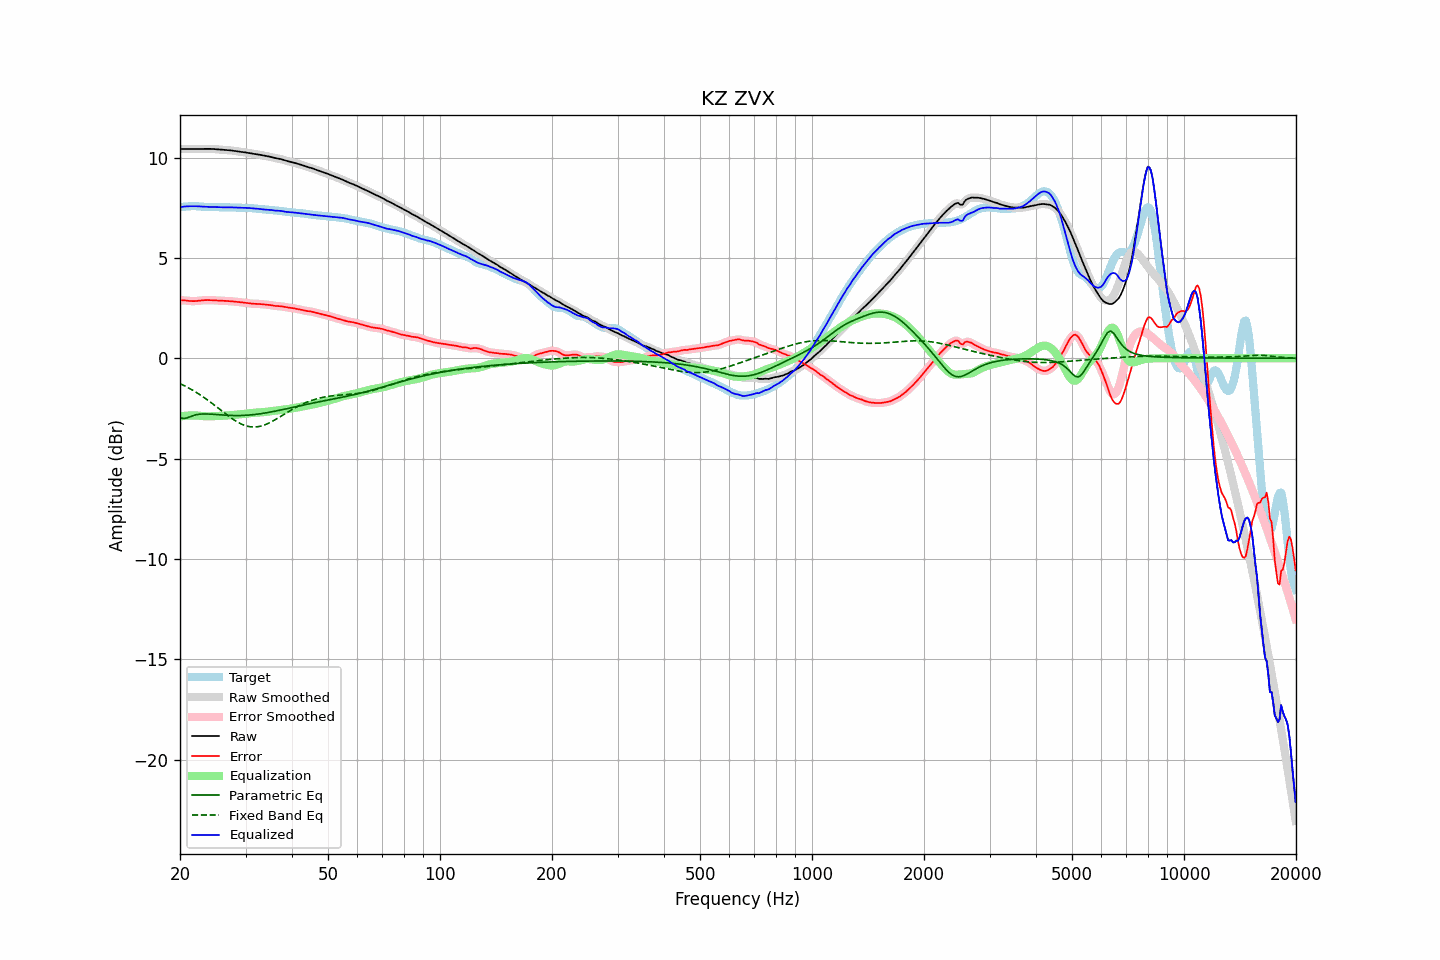 KZ ZVX
Amplitude (dBr)
10
5
0
−5
−10
−15
−20
Target
Raw Smoothed
Error Smoothed
Raw
Error
Equalization
Parametric Eq
Fixed Band Eq
Equalized
20 50 100 200 500 1000 2000 5000 10000 20000
Frequency (Hz)